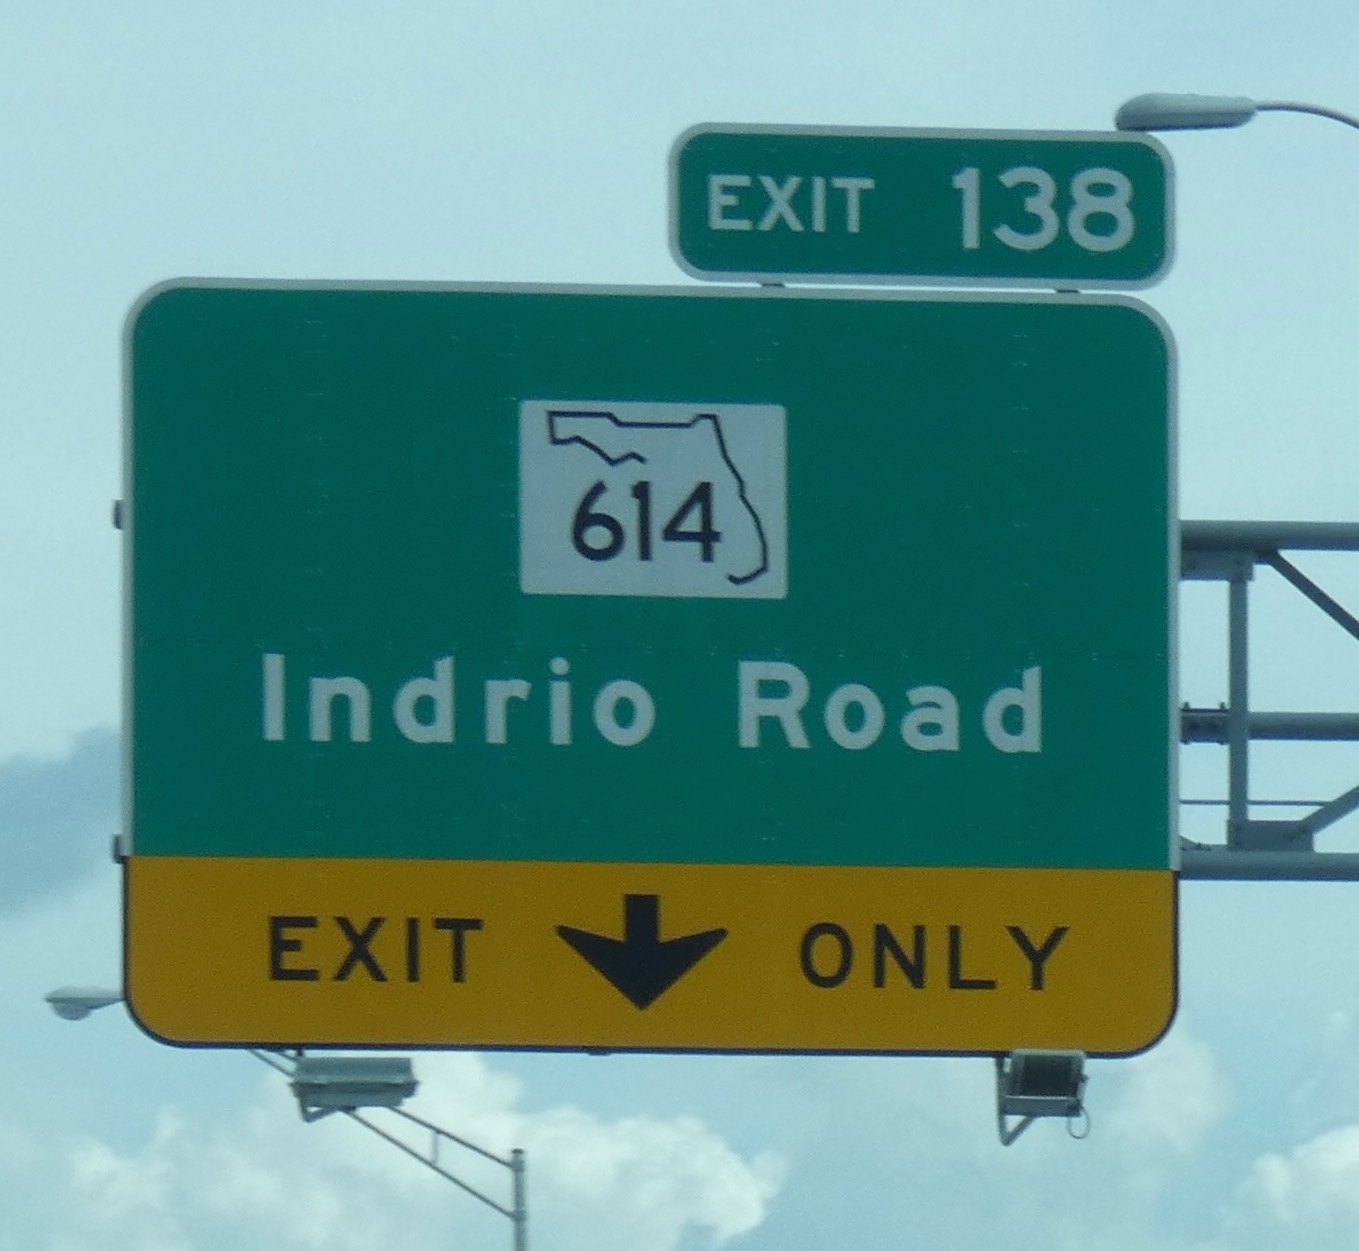 EXIT 138
614
Indrio Road
EXIT ONLY